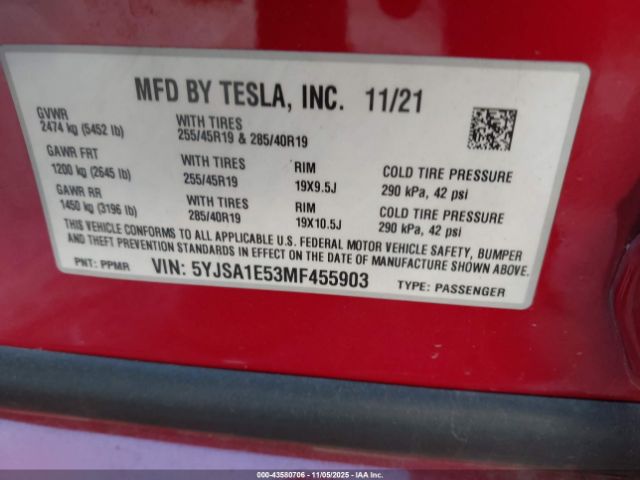 MFD BY TESLA, INC. 11/21
GVWR
2474 kg (5452 lb)
WITH TIRES
255/45R19 & 285/40R19
GAWR FRT
1200 kg (2645 lb)
WITH TIRES
255/45R19
RIM
19X9.5J
COLD TIRE PRESSURE
290 kPa, 42 psi
GAWR RR
1450 kg (3196 lb)
WITH TIRES
285/40R19
RIM
19X10.5J
COLD TIRE PRESSURE
290 kPa, 42 psi
THIS VEHICLE CONFORMS TO ALL APPLICABLE U.S. FEDERAL MOTOR VEHICLE SAFETY, BUMPER
AND THEFT PREVENTION STANDARDS IN EFFECT ON THE DATE OF MANUFACTURE SHOWN ABOVE.
PNT: PPMR VIN: 5YJSA1E53MF455903 TYPE: PASSENGER
000-43580706 - 11/05/2025 - IAAI.COM